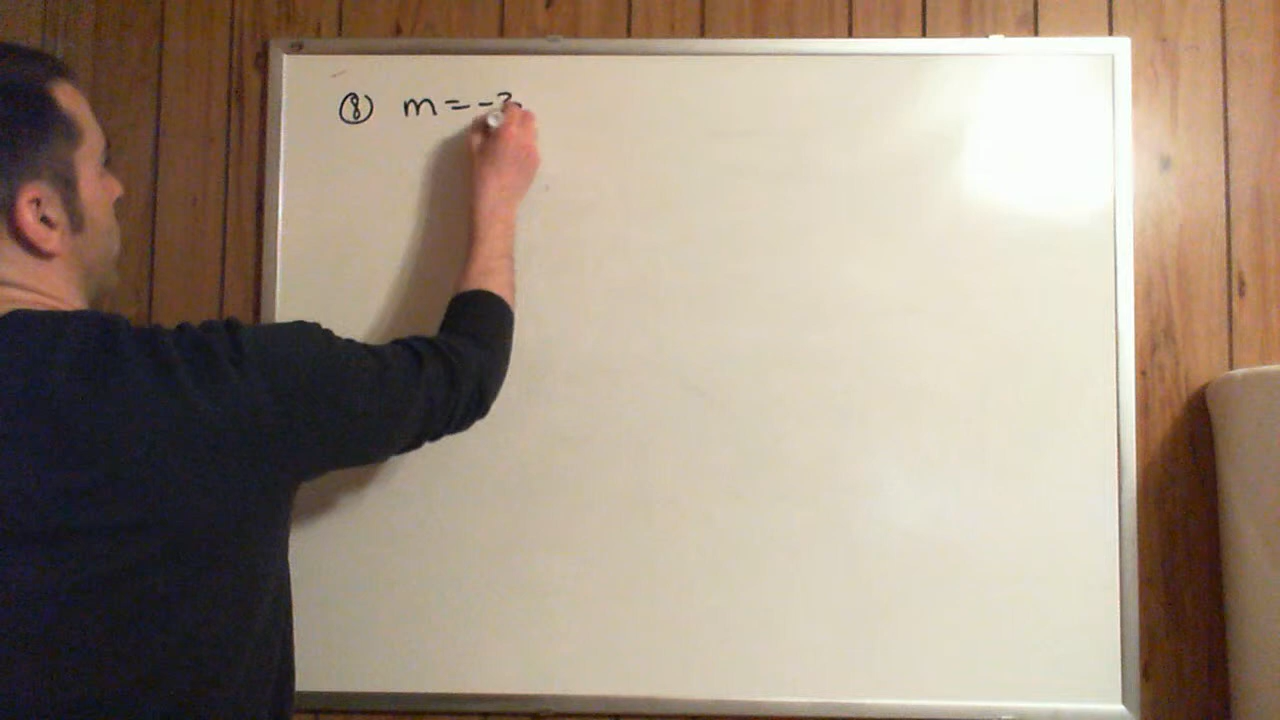 ⑧ m = -